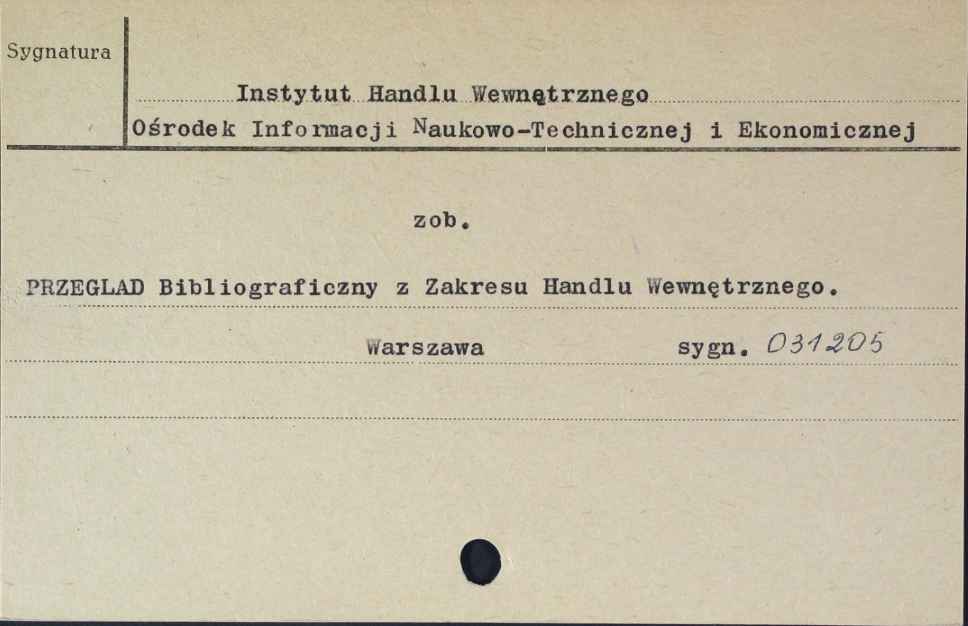 Sygnatura
Instytut Handlu Wewnętrznego
Ośrodek Informacji Naukowo-Technicznej i Ekonomicznej
zob.
PRZEGLAD Bibliograficzny z Zakresu Handlu Wewnętrznego.
Warszawa sygn. 031205